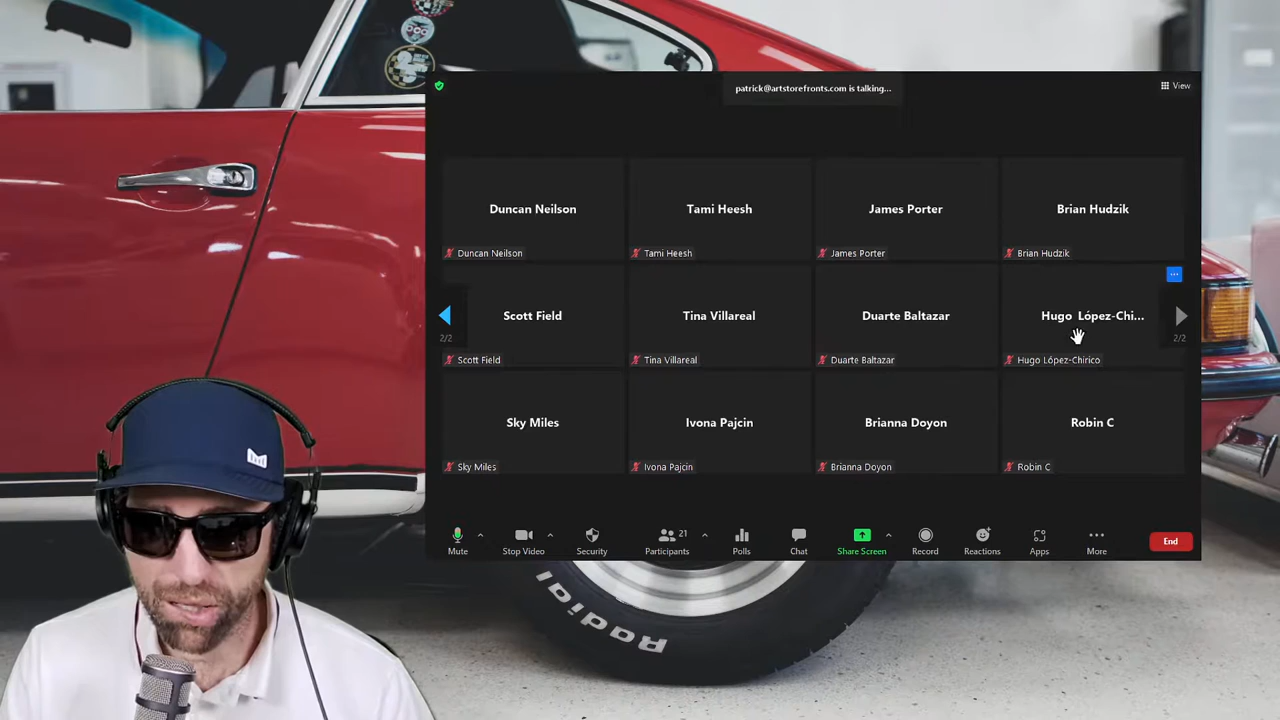 patrick@artstorefronts.com is talking...
View
Duncan Neilson
Tami Heesh
James Porter
Brian Hudzik
Duncan Neilson
Tami Heesh
James Porter
Brian Hudzik
Scott Field
Tina Villareal
Duarte Baltazar
Hugo López-Chi...
2/2
2/2
Scott Field
Tina Villareal
Duarte Baltazar
Hugo López-Chirico
Sky Miles
Ivona Pajcin
Brianna Doyon
Robin C
Sky Miles
Ivona Pajcin
Brianna Doyon
Robin C
21
Mute
Stop Video
Security
Participants
Polls
Chat
Share Screen
Record
Reactions
Apps
More
End
Radial